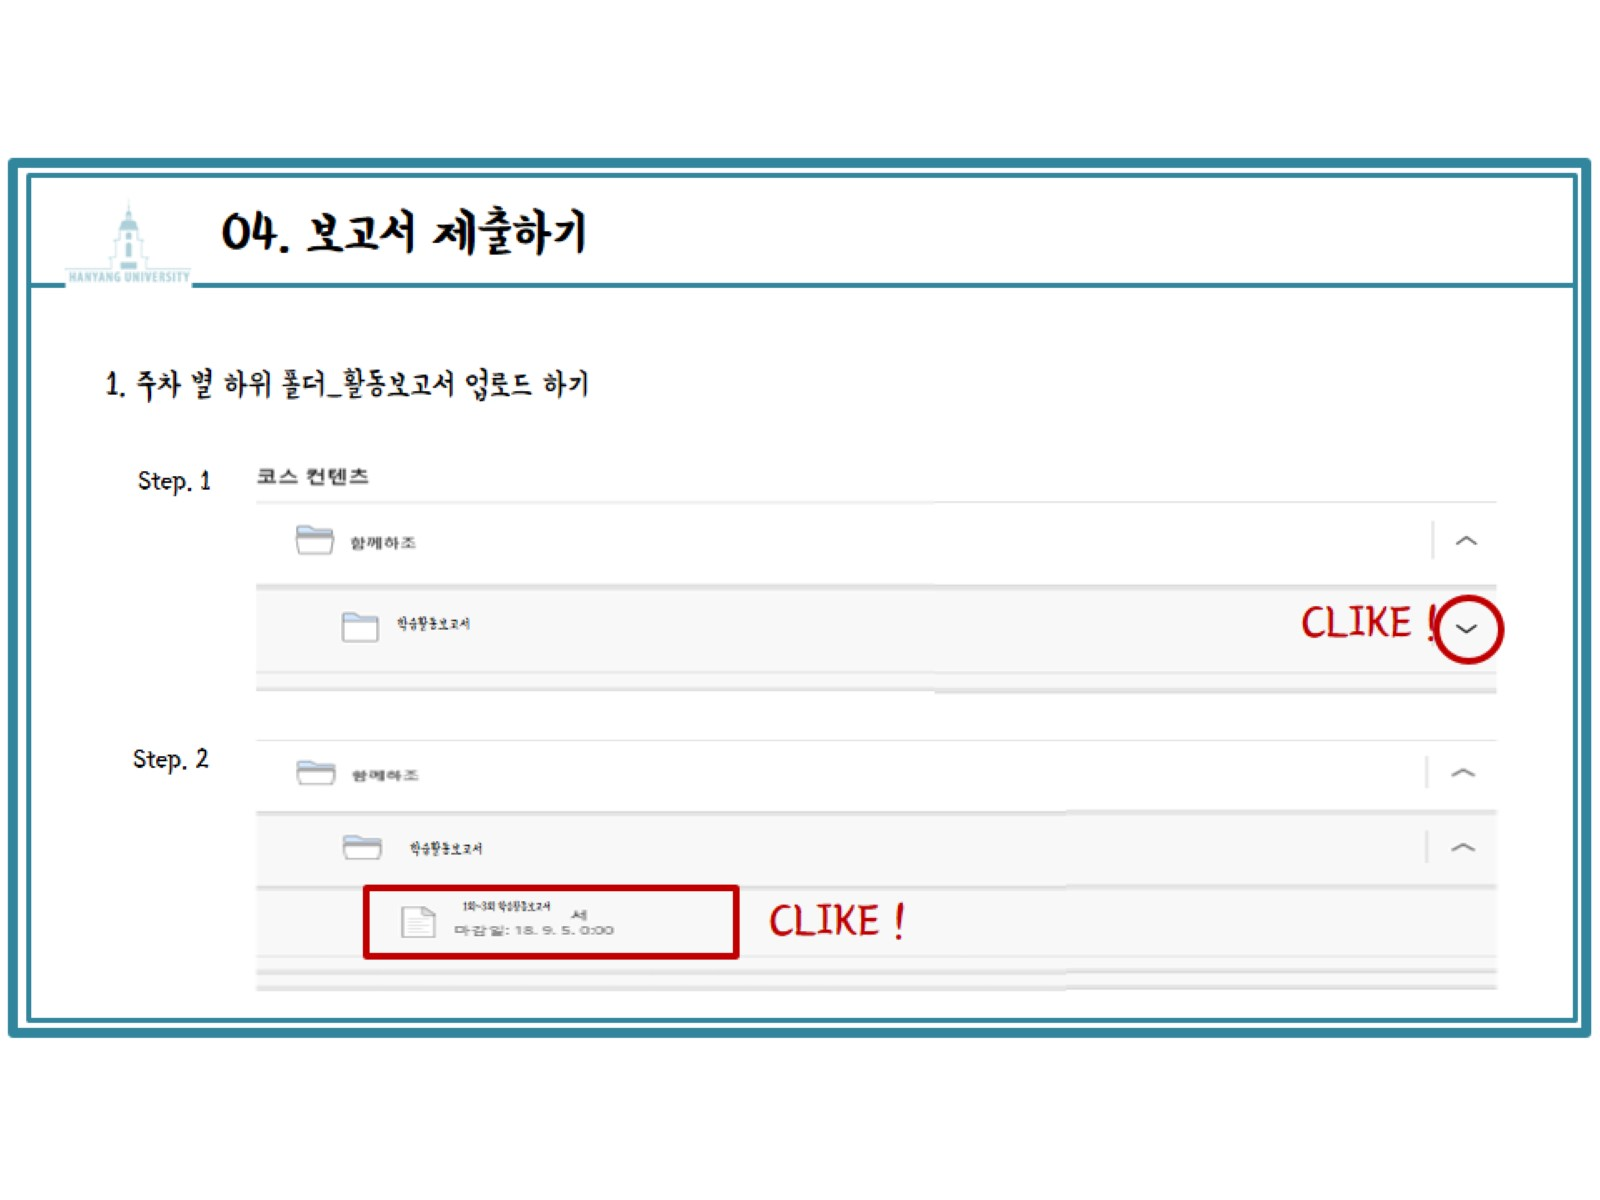 04. 보고서 제출하기
HANYANG UNIVERSITY
1. 주차 별 하위 폴더_활동보고서 업로드 하기
Step. 1
코스 컨텐츠
함께하조
학습활동보고서
CLIKE !
Step. 2
함께하조
학습활동보고서
1회~3회 학습활동보고서
서
마감일: 18. 9. 5. 0:00
CLIKE !